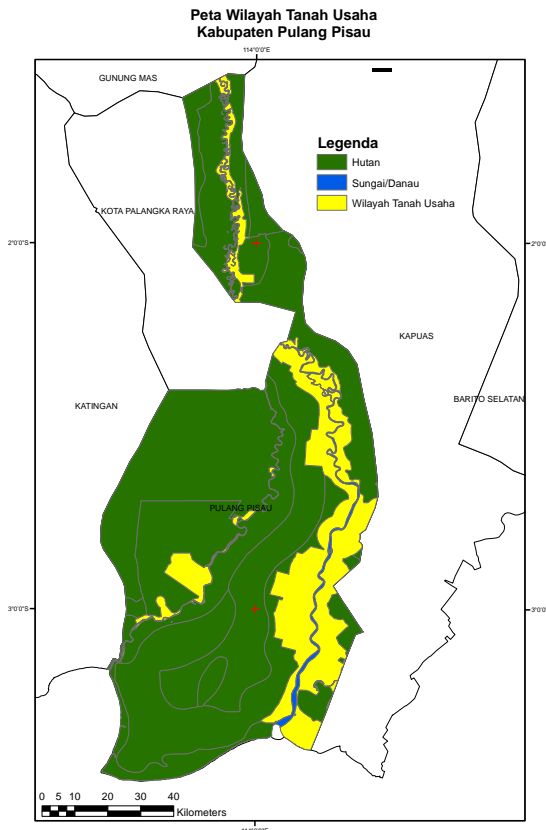 Peta Wilayah Tanah Usaha
Kabupaten Pulang Pisau
114°0'0"E
GUNUNG MAS
Legenda
Hutan
Sungai/Danau
Wilayah Tanah Usaha
KOTA PALANGKA RAYA
2°0'0"S
2°0'0"
KAPUAS
BARITO SELATAN
KATINGAN
PULANG PISAU
3°0'0"S
3°0'0"
0 5 10 20 30 40
Kilometers